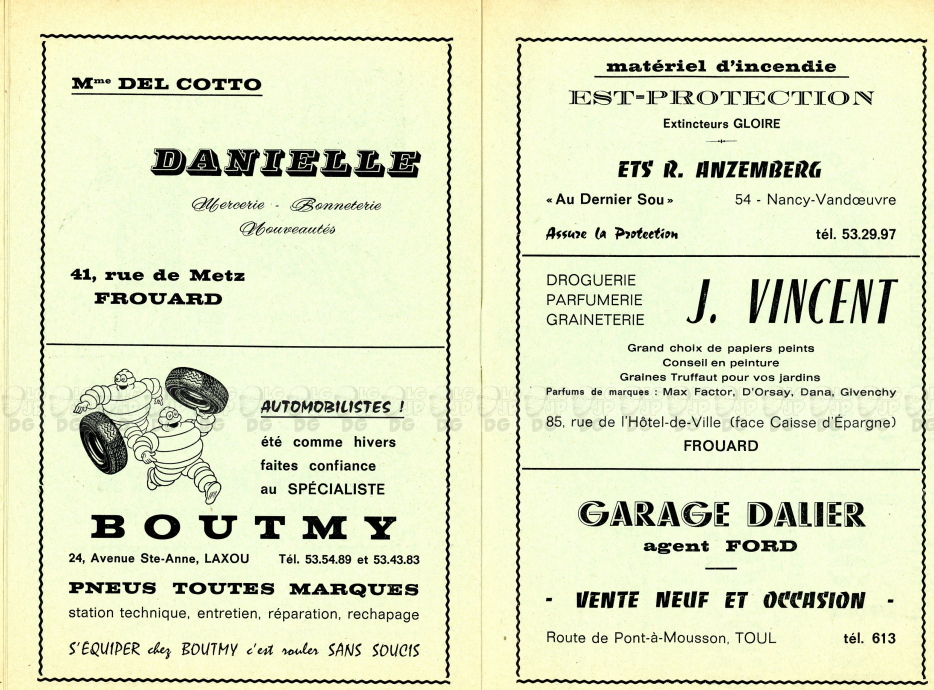 Mme DEL COTTO
DANIELLE
Mercerie - Bonneterie
Nouveautés
41, rue de Metz
FROUARD
AUTOMOBILISTES !
été comme hivers
faites confiance
au SPÉCIALISTE
BOUTMY
24, Avenue Ste-Anne, LAXOU Tél. 53.54.89 et 53.43.83
PNEUS TOUTES MARQUES
station technique, entretien, réparation, rechapage
S'ÉQUIPER chez BOUTMY c'est rouler SANS SOUCIS
matériel d'incendie
EST-PROTECTION
Extincteurs GLOIRE
ETS R. ANZEMBERG
« Au Dernier Sou » 54 - Nancy-Vandœuvre
Assure la Protection tél. 53.29.97
DROGUERIE
PARFUMERIE
GRAINETERIE
J. VINCENT
Grand choix de papiers peints
Conseil en peinture
Graines Truffaut pour vos jardins
Parfums de marques : Max Factor, D'Orsay, Dana, Givenchy
85, rue de l'Hôtel-de-Ville (face Caisse d'Épargne)
FROUARD
GARAGE DALIER
agent FORD
- VENTE NEUF ET OCCASION -
Route de Pont-à-Mousson, TOUL tél. 613